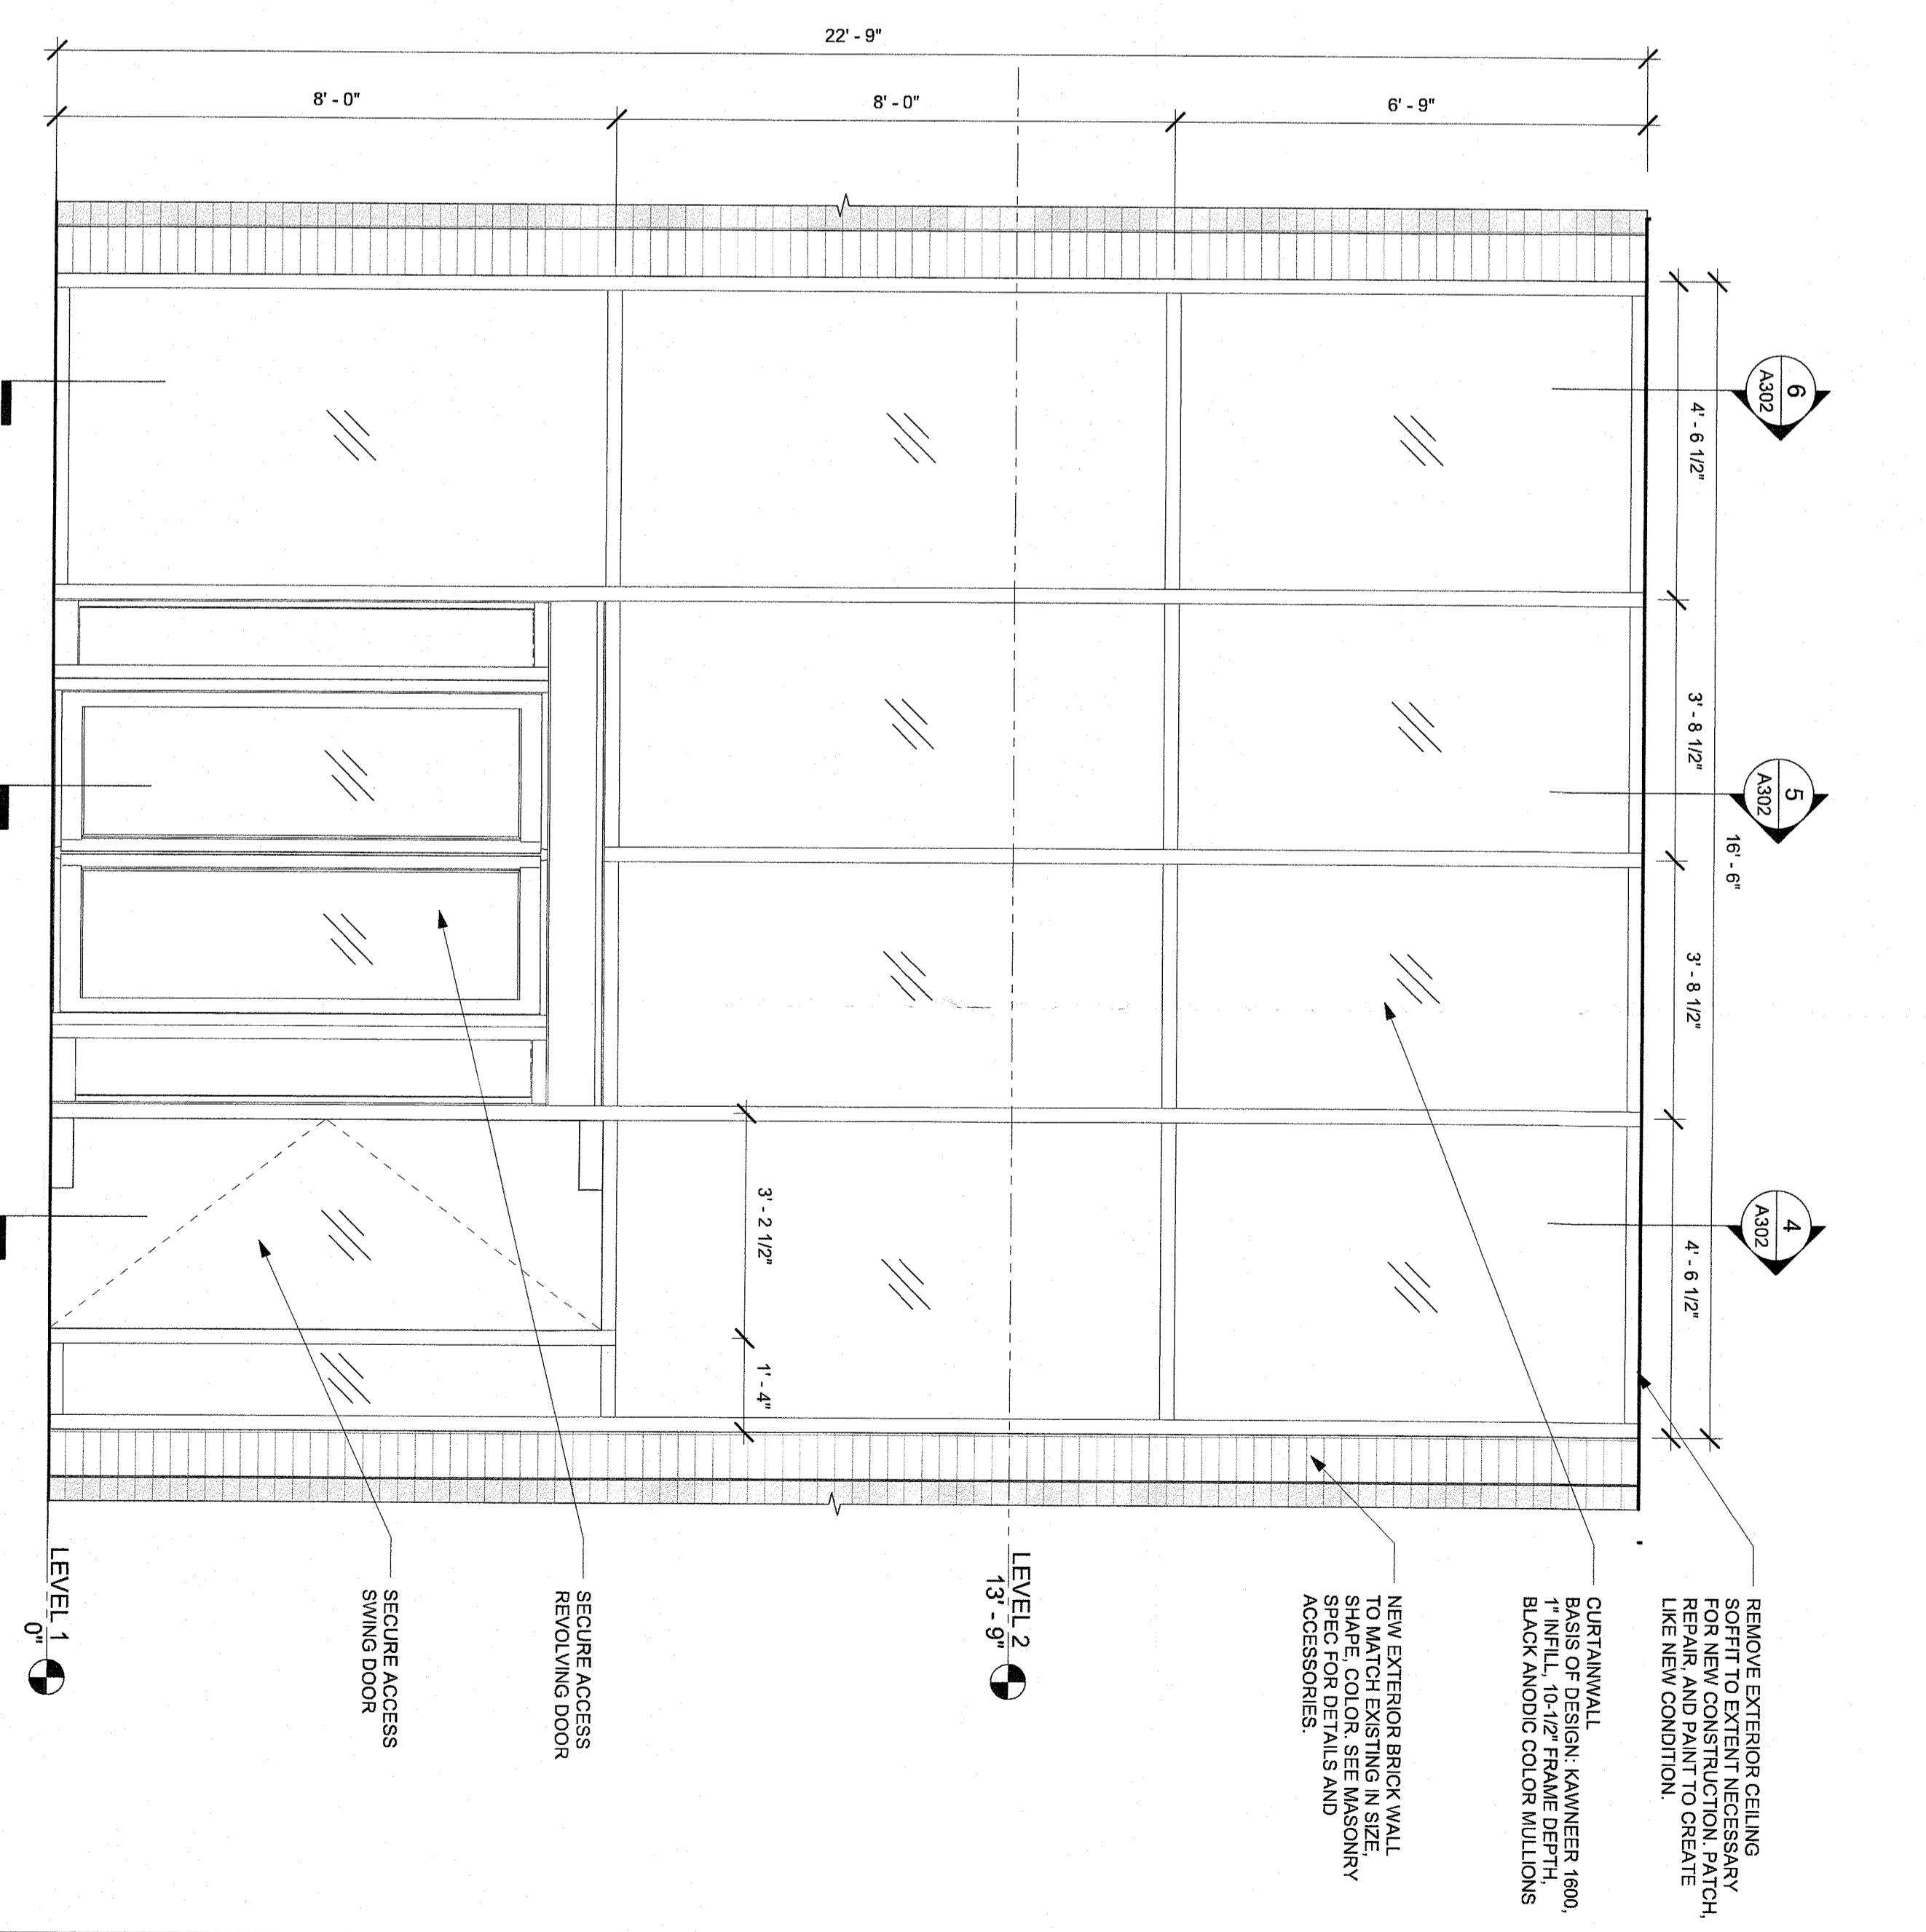 22' - 9"
8' - 0"
8' - 0"
6' - 9"
6
A302
5
A302
4
A302
4' - 6 1/2"
3' - 8 1/2"
3' - 8 1/2"
4' - 6 1/2"
16' - 6"
3' - 2 1/2"
1' - 4"
REMOVE EXTERIOR CEILING
SOFFIT TO EXTENT NECESSARY
FOR NEW CONSTRUCTION. PATCH,
REPAIR, AND PAINT TO CREATE
LIKE NEW CONDITION.
CURTAINWALL
BASIS OF DESIGN: KAWNEER 1600,
1" INFILL, 10-1/2" FRAME DEPTH,
BLACK ANODIC COLOR MULLIONS
NEW EXTERIOR BRICK WALL
TO MATCH EXISTING IN SIZE,
SHAPE, COLOR. SEE MASONRY
SPEC FOR DETAILS AND
ACCESSORIES.
LEVEL 2
13' - 9"
SECURE ACCESS
REVOLVING DOOR
SECURE ACCESS
SWING DOOR
LEVEL 1
0"